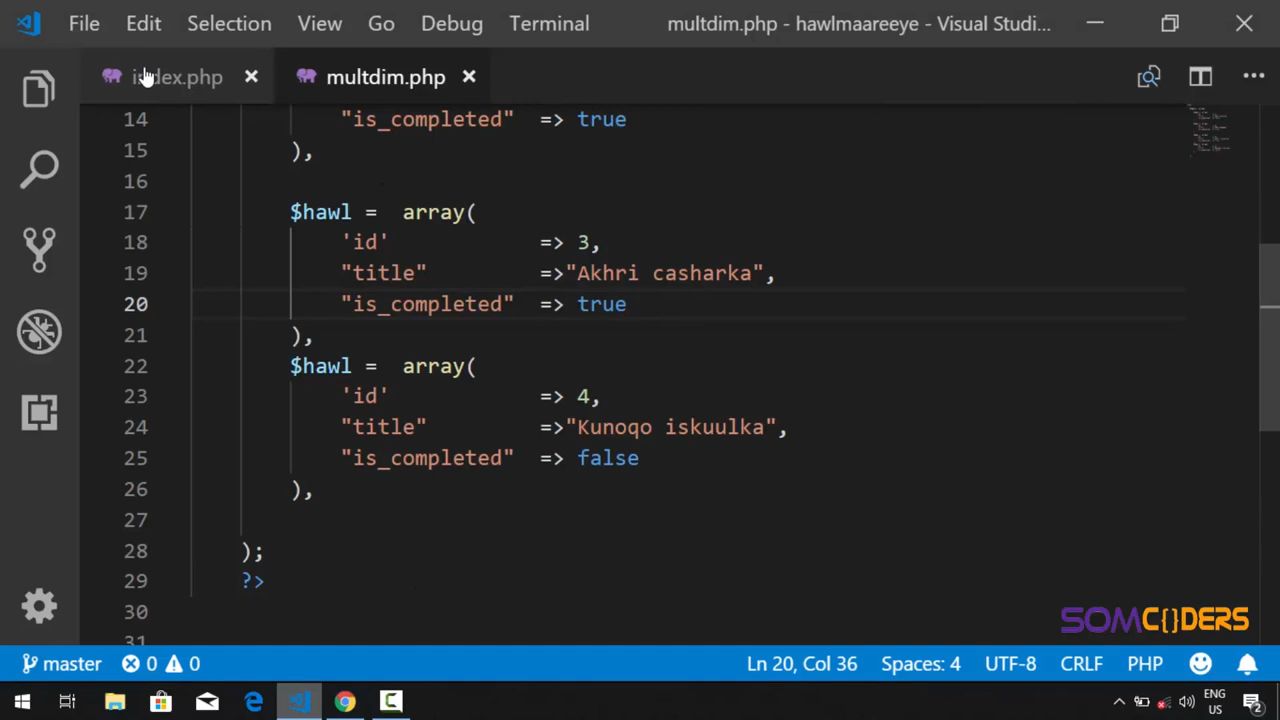 File Edit Selection View Go Debug Terminal multdim.php - hawlmaareeye - Visual Studi...
index.php multdim.php
14 "is_completed" => true
15 ),
16
17 $hawl = array(
18 'id' => 3,
19 "title" =>"Akhri casharka",
20 "is_completed" => true
21 ),
22 $hawl = array(
23 'id' => 4,
24 "title" =>"Kunoqo iskuulka",
25 "is_completed" => false
26 ),
27
28 );
29 ?>
30
31
SOMC{}DERS
master 0 0 Ln 20, Col 36 Spaces: 4 UTF-8 CRLF PHP
ENG
US
2